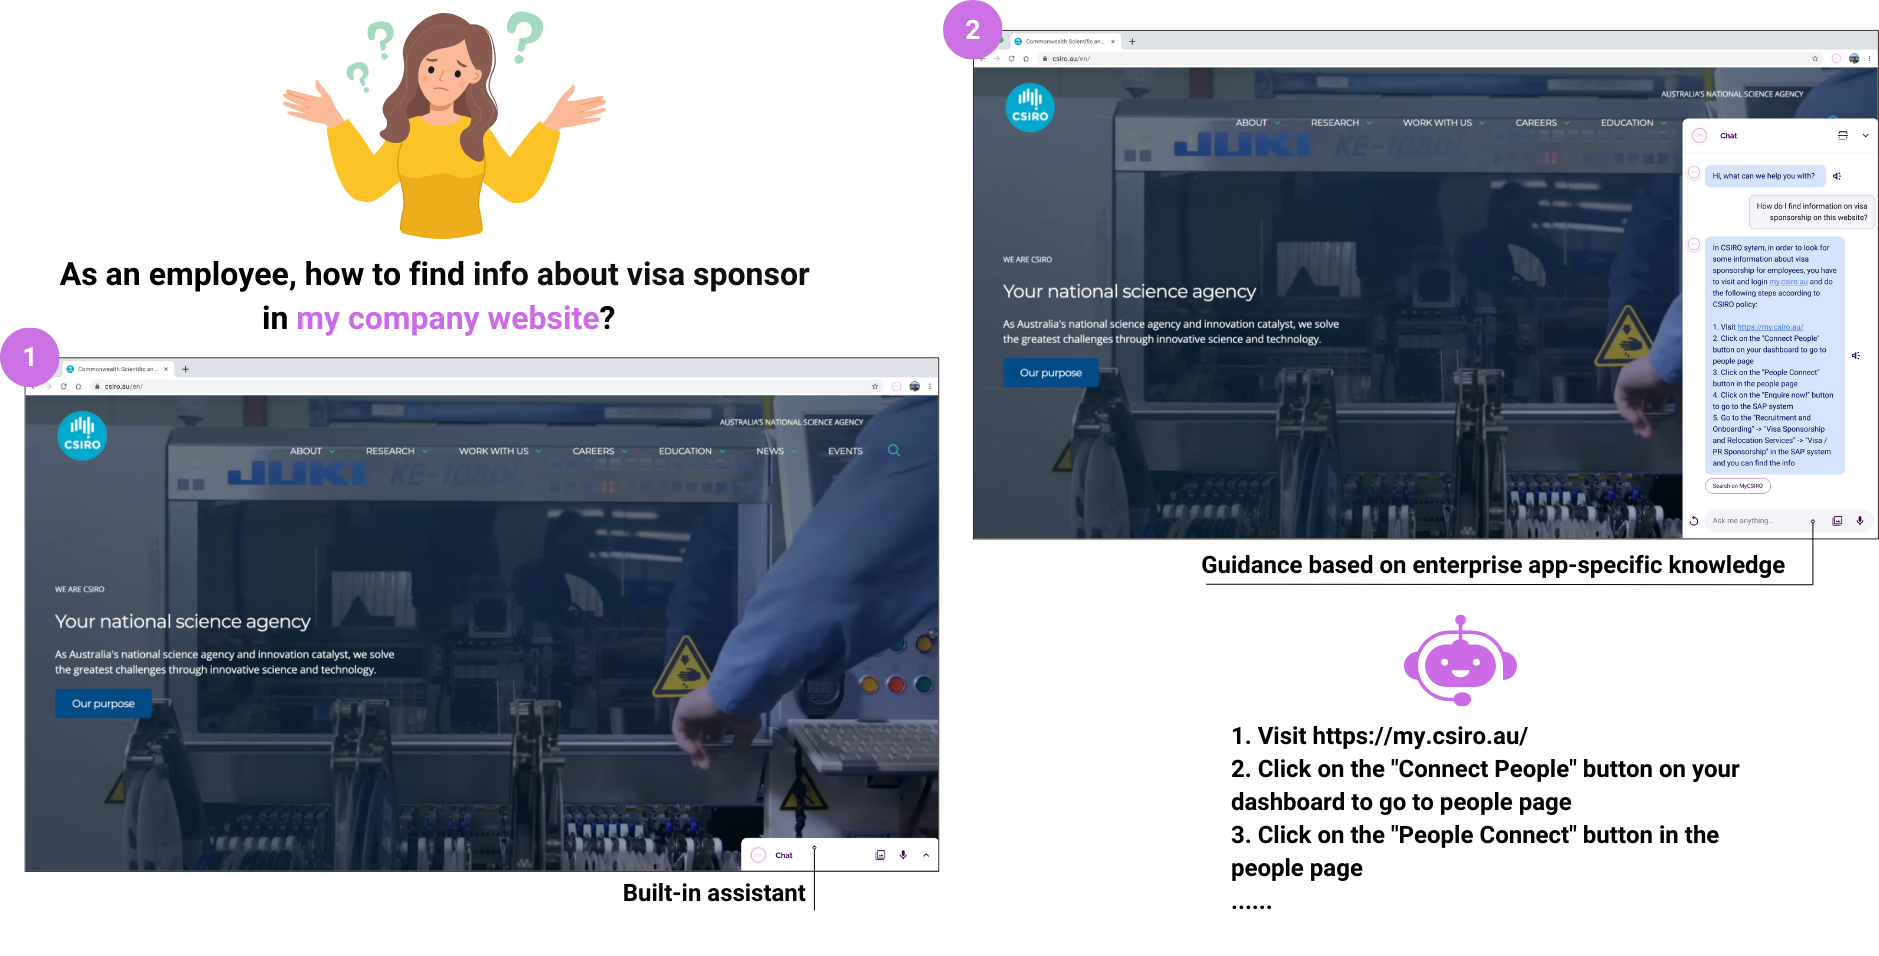 ? ? ?
As an employee, how to find info about visa sponsor
in my company website?
1
Commonwealth Scientific an... × +
csiro.au/en/
CSIRO
AUSTRALIA'S NATIONAL SCIENCE AGENCY
ABOUT RESEARCH WORK WITH US CAREERS EDUCATION NEWS EVENTS
JUKI KE-1080L
WE ARE CSIRO
Your national science agency
As Australia's national science agency and innovation catalyst, we solve
the greatest challenges through innovative science and technology.
Our purpose
Chat
Built-in assistant
2
Commonwealth Scientific an... × +
csiro.au/en/
CSIRO
AUSTRALIA'S NATIONAL SCIENCE AGENCY
ABOUT RESEARCH WORK WITH US CAREERS EDUCATION
JUKI KE-1080L
WE ARE CSIRO
Your national science agency
As Australia's national science agency and innovation catalyst, we solve
the greatest challenges through innovative science and technology.
Our purpose
Chat
Hi, what can we help you with?
How do I find information on visa
sponsorship on this website?
In CSIRO sytem, in order to look for
some information about visa
sponsorship for employees, you have
to visit and login my.csiro.au and do
the following steps according to
CSIRO policy:
1. Visit https://my.csiro.au/
2. Click on the "Connect People"
button on your dashboard to go to
people page
3. Click on the "People Connect"
button in the people page
4. Click on the "Enquire now!" button
to go to the SAP system
5. Go to the "Recruitment and
Onboarding" -> "Visa Sponsorship
and Relocation Services" -> "Visa /
PR Sponsorship" in the SAP system
and you can find the info
Search on MyCSIRO
Ask me anything...
Guidance based on enterprise app-specific knowledge
1. Visit https://my.csiro.au/
2. Click on the "Connect People" button on your
dashboard to go to people page
3. Click on the "People Connect" button in the
people page
......